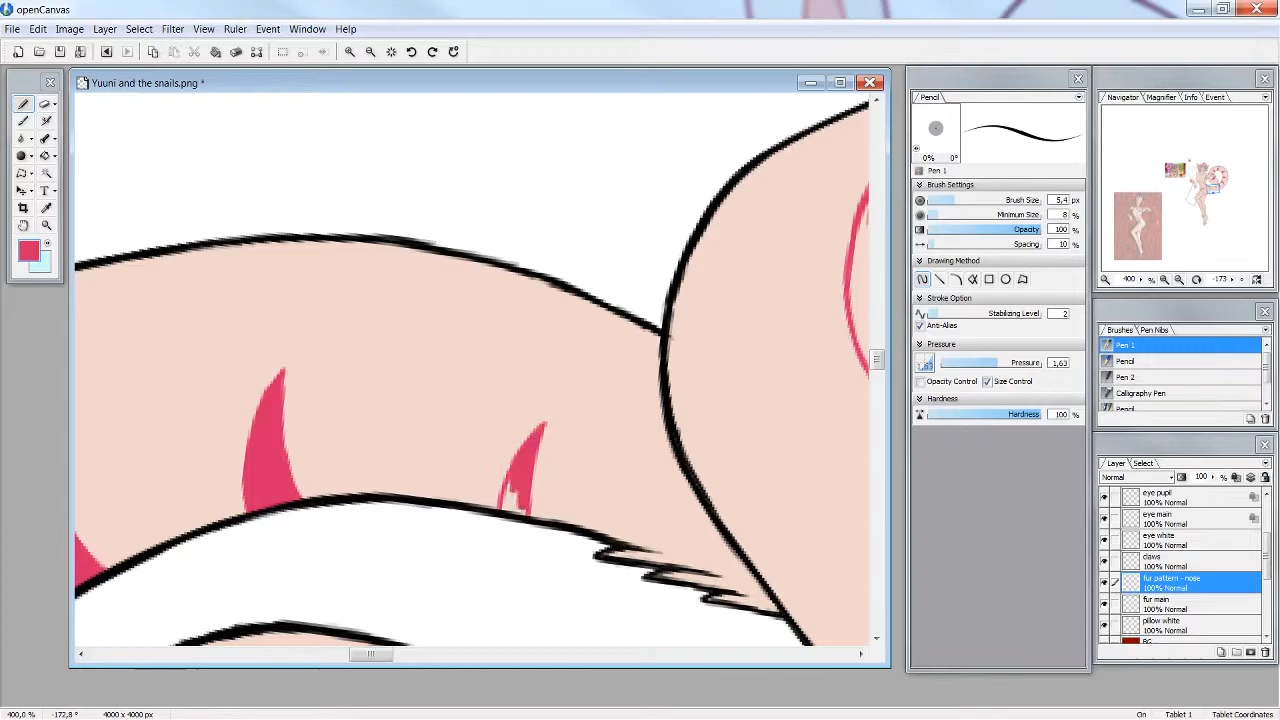 openCanvas
File Edit Image Layer Select Filter View Ruler Event Window Help
Yuuni and the snails.png *
T
Pencil
0% 0°
Pen 1
Brush Settings
Brush Size 5,4 px
Minimum Size 8 %
Opacity 100 %
Spacing 10 %
Drawing Method
Stroke Option
Stabilizing Level 2
Anti-Alias
Pressure
1,63 Pressure 1,63
Opacity Control Size Control
Hardness
Hardness 100 %
Navigator Magnifier Info Event
400 % -173 °
Brushes Pen Nibs
Pen 1
Pencil
Pen 2
Calligraphy Pen
Pencil
Layer Select
Normal 100 %
eye pupil
100% Normal
eye main
100% Normal
eye white
100% Normal
claws
100% Normal
fur pattern - nose
100% Normal
fur main
100% Normal
pillow white
100% Normal
BG
400,0 % -172,8 ° 4000 x 4000 px On Tablet 1 Tablet Coordinates